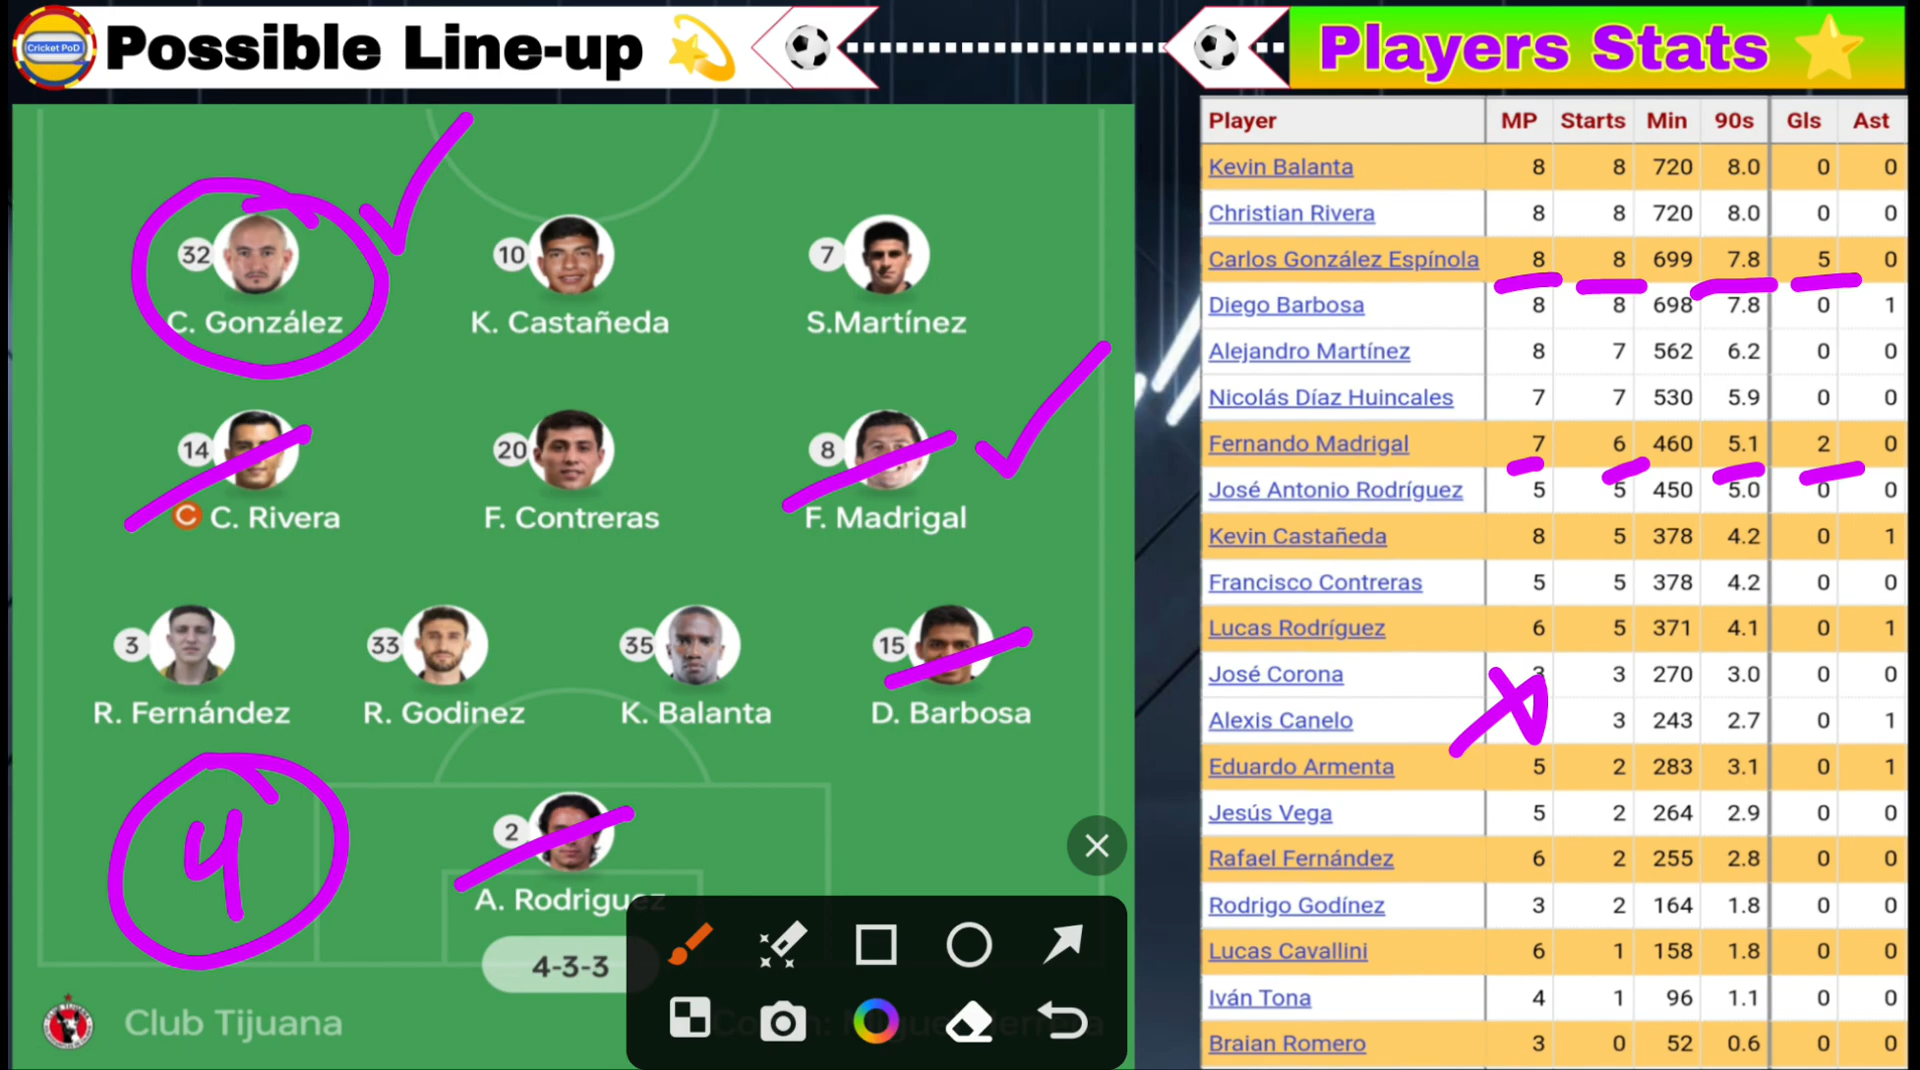 Cricket PoD
Possible Line-up
Players Stats
32
C. González
10
K. Castañeda
7
S.Martínez
14
C C. Rivera
20
F. Contreras
8
F. Madrigal
3
R. Fernández
33
R. Godinez
35
K. Balanta
15
D. Barbosa
4
2
A. Rodriguez
4-3-3
Club Tijuana
Player MP Starts Min 90s Gls Ast
Kevin Balanta 8 8 720 8.0 0 0
Christian Rivera 8 8 720 8.0 0 0
Carlos González Espínola 8 8 699 7.8 5 0
Diego Barbosa 8 8 698 7.8 0 1
Alejandro Martínez 8 7 562 6.2 0 0
Nicolás Díaz Huincales 7 7 530 5.9 0 0
Fernando Madrigal 7 6 460 5.1 2 0
José Antonio Rodríguez 5 5 450 5.0 0 0
Kevin Castañeda 8 5 378 4.2 0 1
Francisco Contreras 5 5 378 4.2 0 0
Lucas Rodríguez 6 5 371 4.1 0 1
José Corona 3 3 270 3.0 0 0
Alexis Canelo 3 243 2.7 0 1
Eduardo Armenta 5 2 283 3.1 0 1
Jesús Vega 5 2 264 2.9 0 0
Rafael Fernández 6 2 255 2.8 0 0
Rodrigo Godínez 3 2 164 1.8 0 0
Lucas Cavallini 6 1 158 1.8 0 0
Iván Tona 4 1 96 1.1 0 0
Braian Romero 3 0 52 0.6 0 0